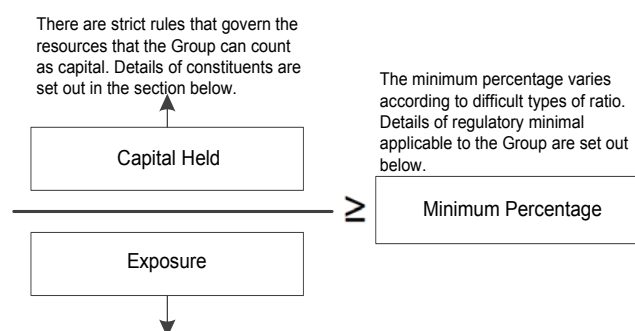 There are strict rules that govern the
resources that the Group can count
as capital. Details of constituents are
set out in the section below.
The minimum percentage varies
according to difficult types of ratio.
Details of regulatory minimal
applicable to the Group are set out
below.
Capital Held
≥
Minimum Percentage
Exposure